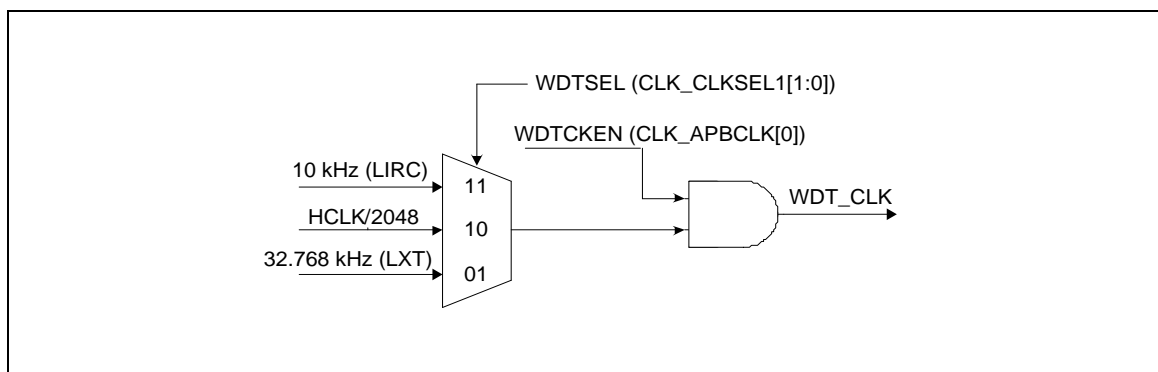 WDTSEL (CLK_CLKSEL1[1:0])
WDTCKEN (CLK_APBCLK[0])
10 kHz (LIRC)
11
WDT_CLK
HCLK/2048
10
32.768 kHz (LXT)
01